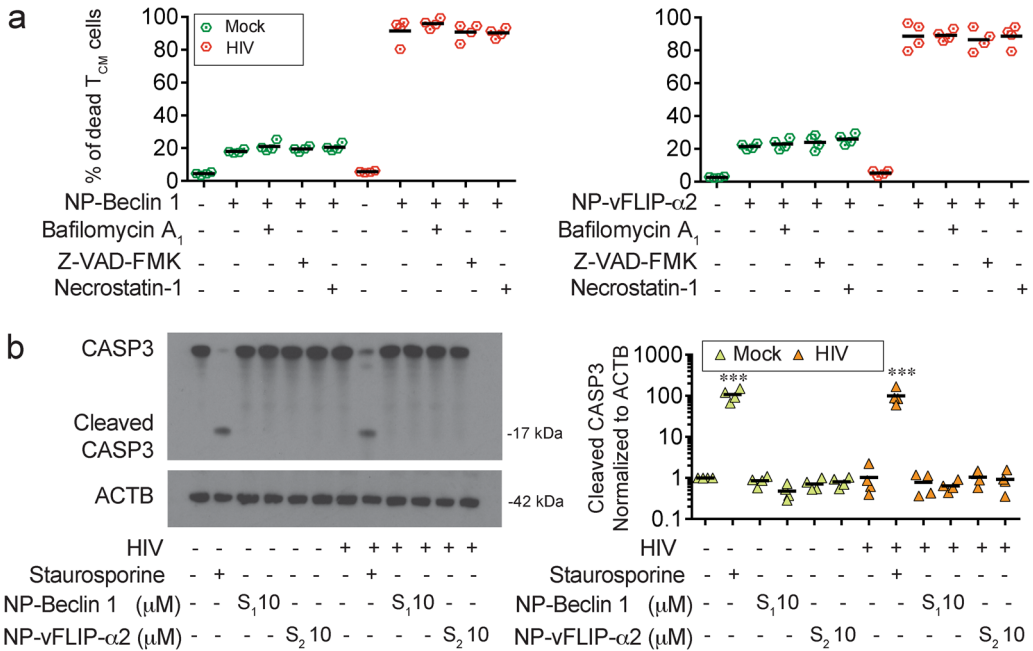 a
% of dead TCM cells
100
80
60
40
20
0
Mock
HIV
NP-Beclin 1 - + + + + - + + + +
Bafilomycin A1 - - + - - - - + - -
Z-VAD-FMK - - - + - - - - + -
Necrostatin-1 - - - - + - - - - +
100
80
60
40
20
0
NP-vFLIP-α2 - + + + + - + + + +
Bafilomycin A1 - - + - - - - + - -
Z-VAD-FMK - - - + - - - - + -
Necrostatin-1 - - - - + - - - - +
b
CASP3
Cleaved
CASP3
-17 kDa
ACTB
-42 kDa
HIV - - - - - - + + + + + +
Staurosporine - + - - - - - + - - - -
NP-Beclin 1 (μM) - - S1 10 - - - - S1 10 - -
NP-vFLIP-α2 (μM) - - - - S2 10 - - - - S2 10
Cleaved CASP3
Normalized to ACTB
1000
100
10
1
0.1
Mock HIV
***
***
HIV - - - - - - + + + + + +
Staurosporine - + - - - - - + - - - -
NP-Beclin 1 (μM) - - S1 10 - - - - S1 10 - -
NP-vFLIP-α2 (μM) - - - - S2 10 - - - - S2 10